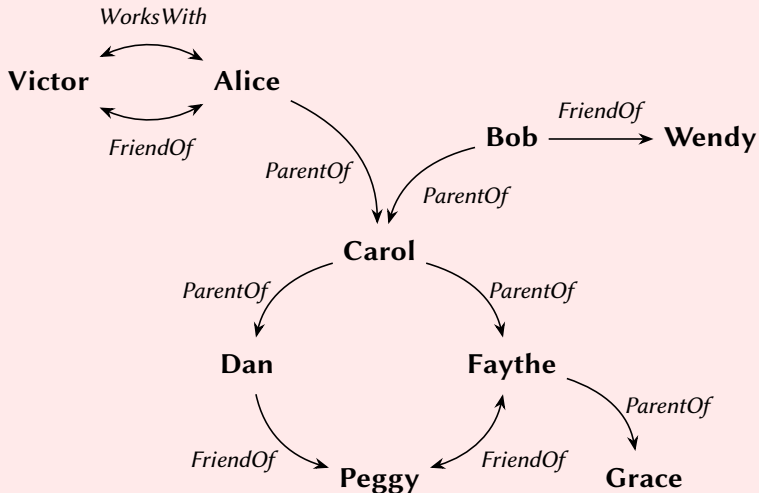 WorksWith
Victor Alice
FriendOf
FriendOf
Bob Wendy
ParentOf
ParentOf
Carol
ParentOf ParentOf
Dan Faythe
ParentOf
FriendOf FriendOf
Peggy Grace